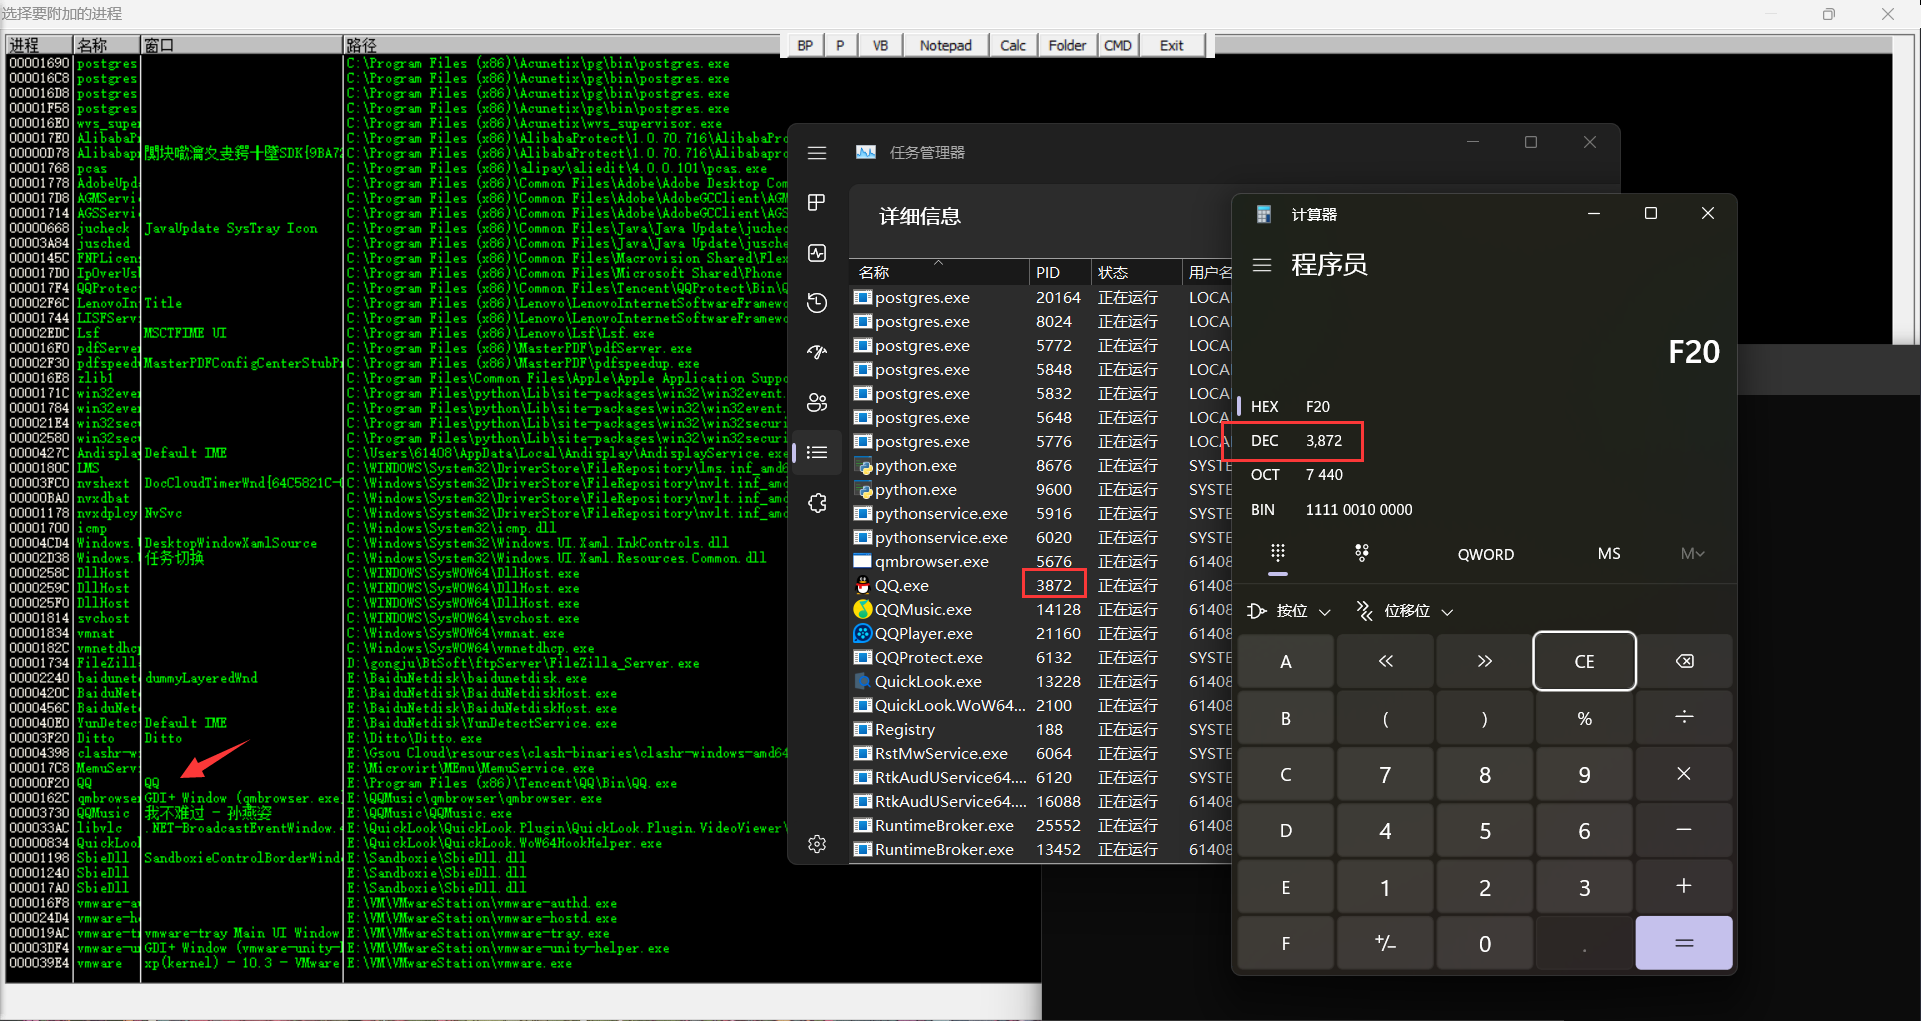 选择要附加的进程
进程 名称 窗口 路径
BP P VB Notepad Calc Folder CMD Exit
00001690 postgres C:\Program Files (x86)\Acunetix\pg\bin\postgres.exe
000016C8 postgres C:\Program Files (x86)\Acunetix\pg\bin\postgres.exe
000016D8 postgres C:\Program Files (x86)\Acunetix\pg\bin\postgres.exe
00001F58 postgres C:\Program Files (x86)\Acunetix\pg\bin\postgres.exe
000016E0 wvs_supe C:\Program Files (x86)\Acunetix\wvs_supervisor.exe
000017E0 AlibabaP C:\Program Files (x86)\AlibabaProtect\1.0.70.716\AlibabaPro
00000D78 Alibabap C:\Program Files (x86)\AlibabaProtect\1.0.70.716\Alibabapro
00001768 pcas C:\Program Files (x86)\alipay\aliedit\4.0.0.101\pcas.exe
00001778 AdobeUpd C:\Program Files (x86)\Common Files\Adobe\Adobe Desktop Com
000017D8 AGMServi C:\Program Files (x86)\Common Files\Adobe\AdobeGCClient\AGM
00001714 AGSServi C:\Program Files (x86)\Common Files\Adobe\AdobeGCClient\AGS
00000668 jucheck JavaUpdate SysTray Icon C:\Program Files (x86)\Common Files\Java\Java Update\juchec
00003A84 jusched C:\Program Files (x86)\Common Files\Java\Java Update\jusche
0000145C FNPLicen C:\Program Files (x86)\Common Files\Macrovision Shared\Flex
000017D0 IpOverUs C:\Program Files (x86)\Common Files\Microsoft Shared\Phone
000017F4 QQProtec C:\Program Files (x86)\Common Files\Tencent\QQProtect\Bin\Q
00002F6C LenovoIn Title C:\Program Files (x86)\Lenovo\LenovoInternetSoftwareFramewo
00001744 LISFServ C:\Program Files (x86)\Lenovo\LenovoInternetSoftwareFramewo
00002EDC Lsf MSCTFIME UI C:\Program Files (x86)\Lenovo\Lsf\Lsf.exe
000016F0 pdfServe C:\Program Files (x86)\MasterPDF\pdfServer.exe
00002F30 pdfspeed MasterPDFConfigCenterStubP C:\Program Files (x86)\MasterPDF\pdfspeedup.exe
000016E8 zlib1 C:\Program Files\Common Files\Apple\Apple Application Suppo
0000171C win32eve C:\Program Files\python\Lib\site-packages\win32\win32event.
00001784 win32eve C:\Program Files\python\Lib\site-packages\win32\win32event.
000021E4 win32sec C:\Program Files\python\Lib\site-packages\win32\win32securi
00002580 win32sec C:\Program Files\python\Lib\site-packages\win32\win32securi
0000427C Andispla Default IME C:\Users\61408\AppData\Local\Andisplay\AndisplayService.exe
0000180C LMS C:\WINDOWS\System32\DriverStore\FileRepository\lms.inf_amd6
00003FC0 nvshext DocCloudTimerWnd{64C5821C- C:\Windows\System32\DriverStore\FileRepository\nvlt.inf_amd
00000BA0 nvxdbat C:\Windows\System32\DriverStore\FileRepository\nvlt.inf_amd
00001178 nvxdplcy NvSvc C:\Windows\System32\DriverStore\FileRepository\nvlt.inf_amd
00001700 icmp C:\Windows\System32\icmp.dll
00004CD4 Windows. DesktopWindowXamlSource C:\Windows\System32\Windows.UI.Xaml.InkControls.dll
00002D38 Windows. 任务切换 C:\Windows\System32\Windows.UI.Xaml.Resources.Common.dll
0000258C DllHost C:\WINDOWS\SysWOW64\DllHost.exe
0000259C DllHost C:\WINDOWS\SysWOW64\DllHost.exe
000025F0 DllHost C:\WINDOWS\SysWOW64\DllHost.exe
00001814 svchost C:\WINDOWS\SysWOW64\svchost.exe
00001834 vmnat C:\Windows\SysWOW64\vmnat.exe
0000182C vmnetdhc C:\Windows\SysWOW64\vmnetdhcp.exe
00001734 FileZill D:\gongju\BtSoft\ftpServer\FileZilla_Server.exe
00002240 baidunet dummyLayeredWnd E:\BaiduNetdisk\baidunetdisk.exe
0000420C BaiduNet E:\BaiduNetdisk\BaiduNetdiskHost.exe
0000456C BaiduNet E:\BaiduNetdisk\BaiduNetdiskHost.exe
000040E0 YunDetec Default IME E:\BaiduNetdisk\YunDetectService.exe
00003F20 Ditto Ditto E:\Ditto\Ditto.exe
00004398 clashr-w E:\Gsou Cloud\resources\clash-binaries\clashr-windows-amd64
000017C8 MemuServ E:\Microvirt\MEmu\MemuService.exe
00000F20 QQ QQ E:\Program Files (x86)\Tencent\QQ\Bin\QQ.exe
0000162C qmbrowser GDI+ Window (qmbrowser.exe) E:\QQMusic\qmbrowser\qmbrowser.exe
00003730 QQMusic 我不难过 - 孙燕姿 E:\QQMusic\QQMusic.exe
000033AC libvlc .NET-BroadcastEventWindow. E:\QuickLook\QuickLook.Plugin\QuickLook.Plugin.VideoViewer\
00000834 QuickLoo E:\QuickLook\QuickLook.WoW64HookHelper.exe
00001198 SbieDll SandboxieControlBorderWind E:\Sandboxie\SbieDll.dll
00001240 SbieDll E:\Sandboxie\SbieDll.dll
000017A0 SbieDll E:\Sandboxie\SbieDll.dll
000016F8 vmware-a E:\VM\VMwareStation\vmware-authd.exe
000024D4 vmware-h E:\VM\VMwareStation\vmware-hostd.exe
000019AC vmware-t vmware-tray Main UI Window E:\VM\VMwareStation\vmware-tray.exe
00003DF4 vmware-u GDI+ Window (vmware-unity- E:\VM\VMwareStation\vmware-unity-helper.exe
000039E4 vmware xp(kernel) - 10.3 - VMware E:\VM\VMwareStation\vmware.exe
任务管理器
详细信息
名称 PID 状态 用户名
postgres.exe 20164 正在运行 LOCA
postgres.exe 8024 正在运行 LOCA
postgres.exe 5772 正在运行 LOCA
postgres.exe 5848 正在运行 LOCA
postgres.exe 5832 正在运行 LOCA
postgres.exe 5648 正在运行 LOCA
postgres.exe 5776 正在运行 LOCA
python.exe 8676 正在运行 SYSTE
python.exe 9600 正在运行 SYSTE
pythonservice.exe 5916 正在运行 SYSTE
pythonservice.exe 6020 正在运行 SYSTE
qmbrowser.exe 5676 正在运行 61408
QQ.exe 3872 正在运行 61408
QQMusic.exe 14128 正在运行 61408
QQPlayer.exe 21160 正在运行 61408
QQProtect.exe 6132 正在运行 SYSTE
QuickLook.exe 13228 正在运行 61408
QuickLook.WoW64... 2100 正在运行 61408
Registry 188 正在运行 SYSTE
RstMwService.exe 6064 正在运行 SYSTE
RtkAudUService64.... 6120 正在运行 SYSTE
RtkAudUService64.... 16088 正在运行 61408
RuntimeBroker.exe 25552 正在运行 61408
RuntimeBroker.exe 13452 正在运行 61408
计算器
程序员
F20
HEX F20
DEC 3,872
OCT 7 440
BIN 1111 0010 0000
QWORD MS M
按位 位移位
A « » CE
B ( ) % ÷
C 7 8 9 ×
D 4 5 6 −
E 1 2 3 +
F +/− 0 . =